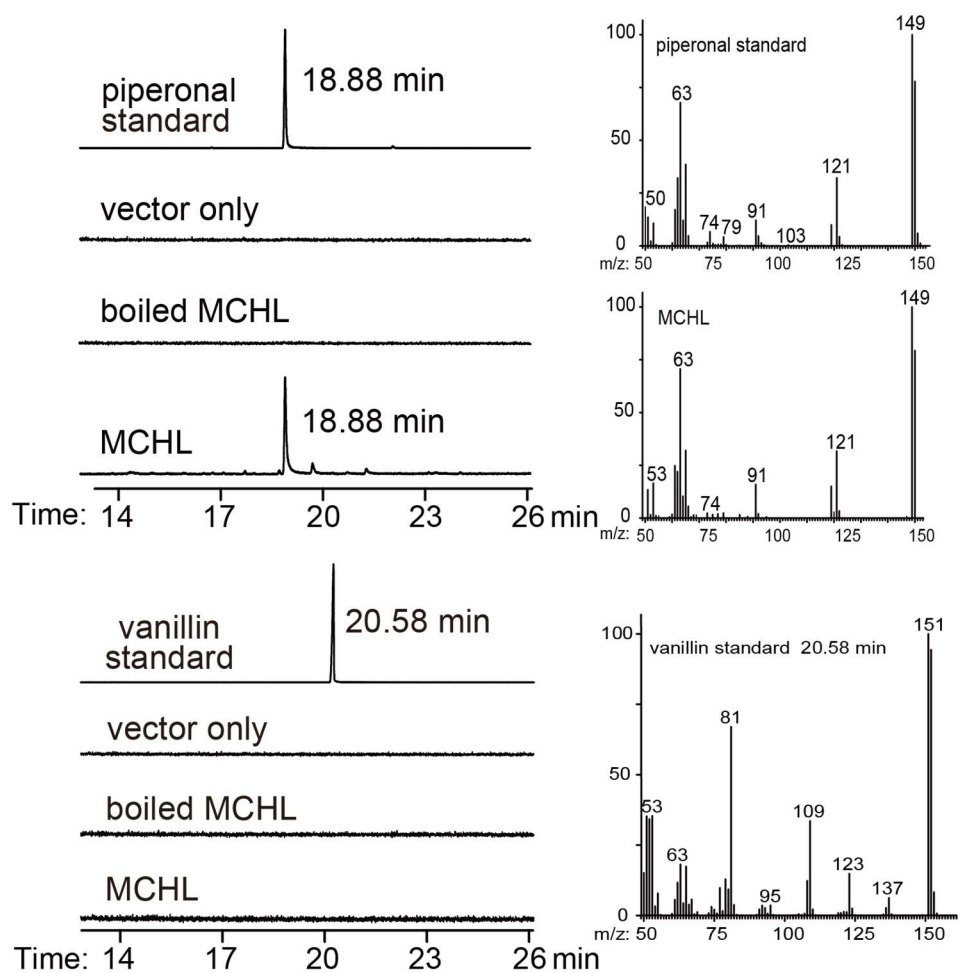 piperonal
standard
18.88 min
vector only
boiled MCHL
MCHL
18.88 min
Time: 14 17 20 23 26 min
piperonal standard
100
50
0
50
63
74
79
91
103
121
149
m/z: 50 75 100 125 150
MCHL
100
50
0
53
63
74
91
121
149
m/z: 50 75 100 125 150
vanillin
standard
20.58 min
vector only
boiled MCHL
MCHL
Time: 14 17 20 23 26 min
vanillin standard 20.58 min
100
50
0
53
63
81
95
109
123
137
151
m/z: 50 75 100 125 150